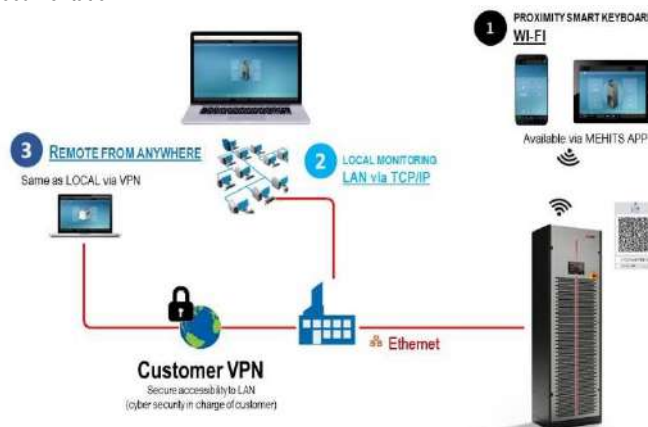 1
PROXIMITY SMART KEYBOARD
WI-FI
Available via MEHITS APP
3
REMOTE FROM ANYWHERE
Same as LOCAL via VPN
2
LOCAL MONITORING
LAN via TCP/IP
Ethernet
Customer VPN
Secure accessibility to LAN
(cyber security in charge of customer)